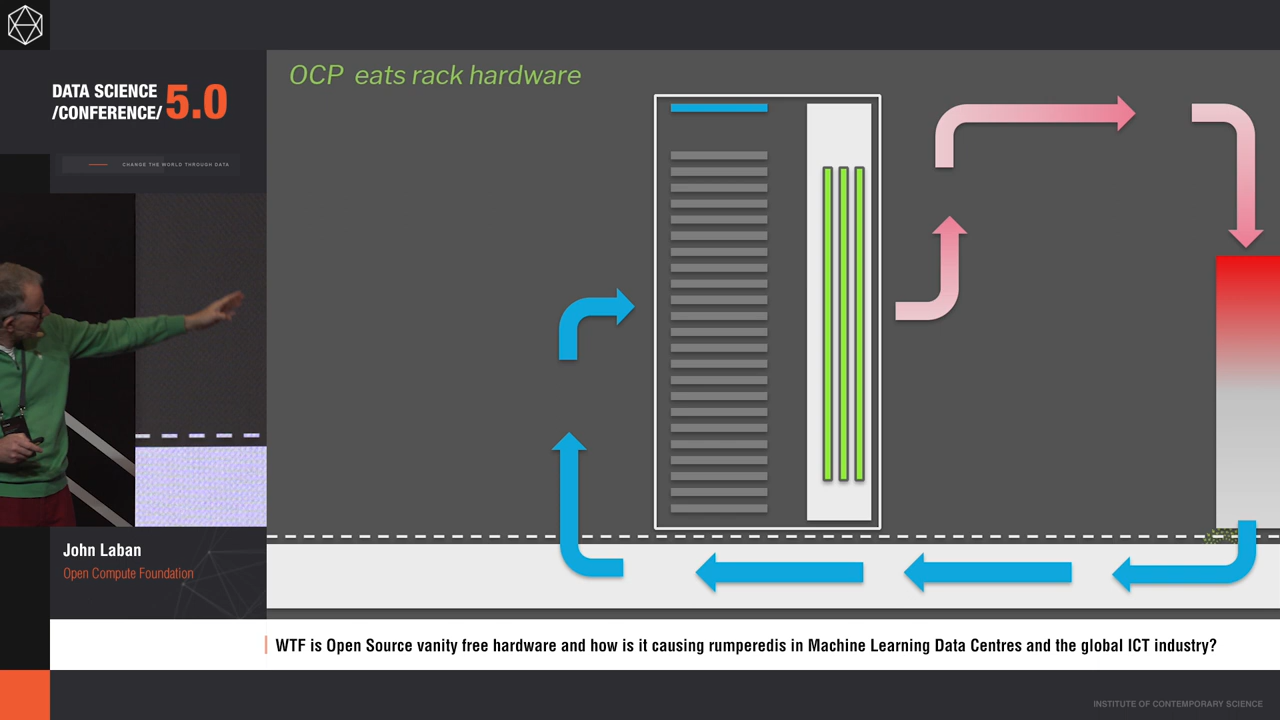 DATA SCIENCE
/CONFERENCE/ 5.0
CHANGE THE WORLD THROUGH DATA
OCP eats rack hardware
John Laban
Open Compute Foundation
WTF is Open Source vanity free hardware and how is it causing rumperedis in Machine Learning Data Centres and the global ICT industry?
INSTITUTE OF CONTEMPORARY SCIENCE